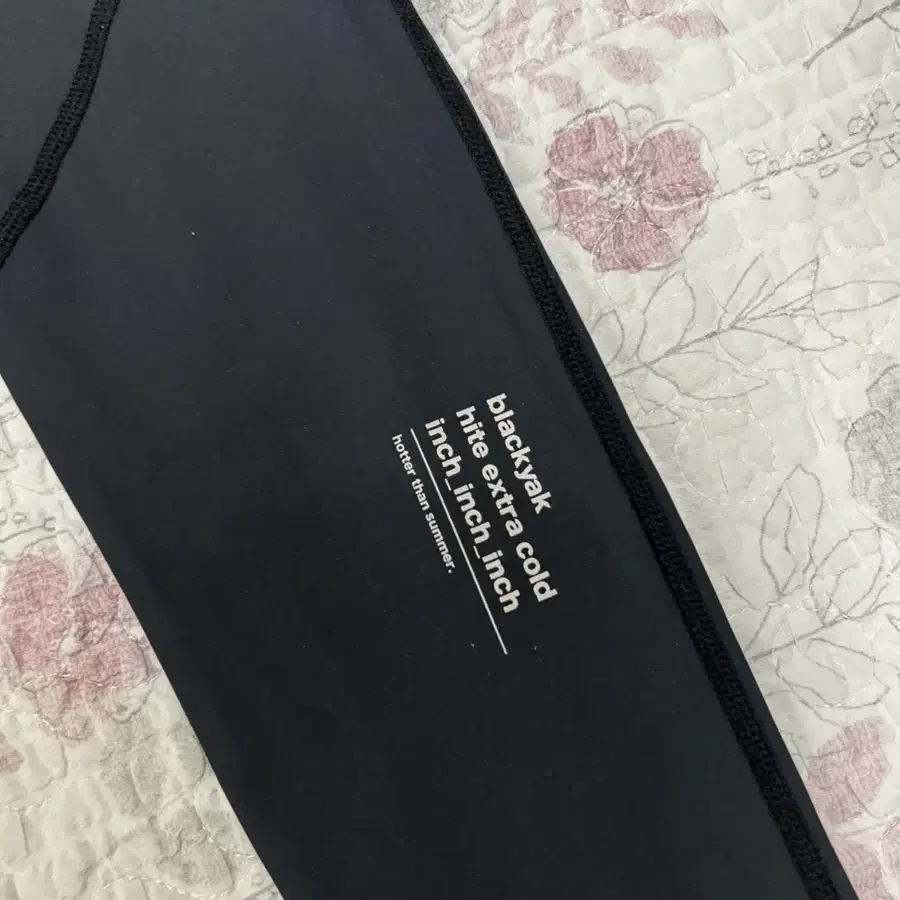 blackyak
hite extra cold
inch_inch_inch
hotter than summer.